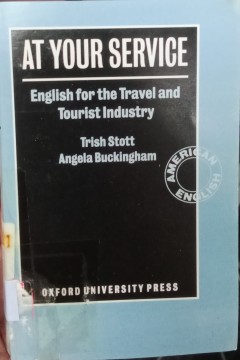 AT YOUR SERVICE
English for the Travel and
Tourist Industry
Trish Stott
Angela Buckingham
AMERICAN
ENGLISH
OXFORD UNIVERSITY PRESS